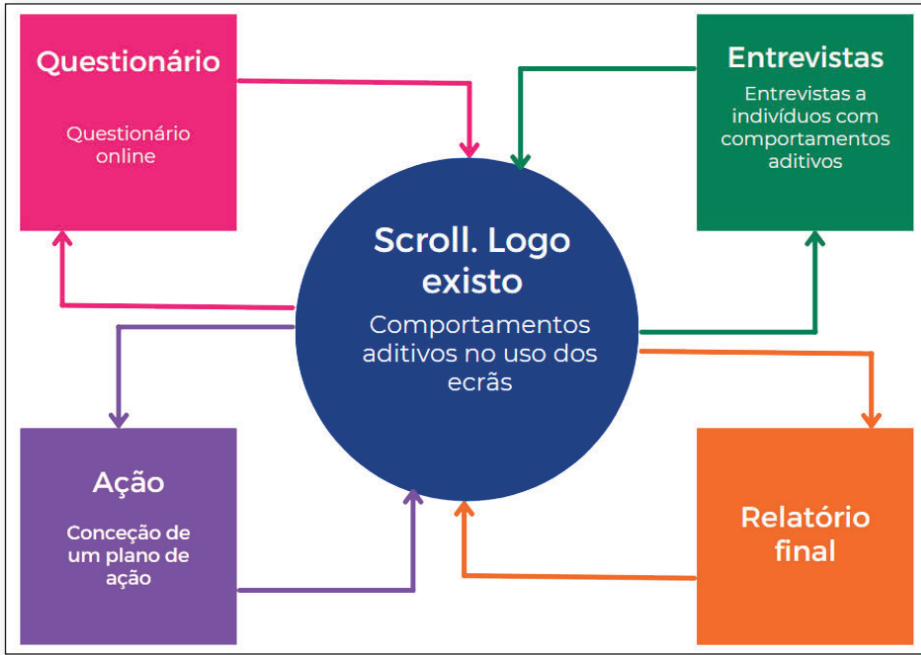 Questionário
Questionário
online
Entrevistas
Entrevistas a
indivíduos com
comportamentos
aditivos
Scroll. Logo
existo
Comportamentos
aditivos no uso dos
ecrãs
Ação
Conceção de
um plano de
ação
Relatório
final